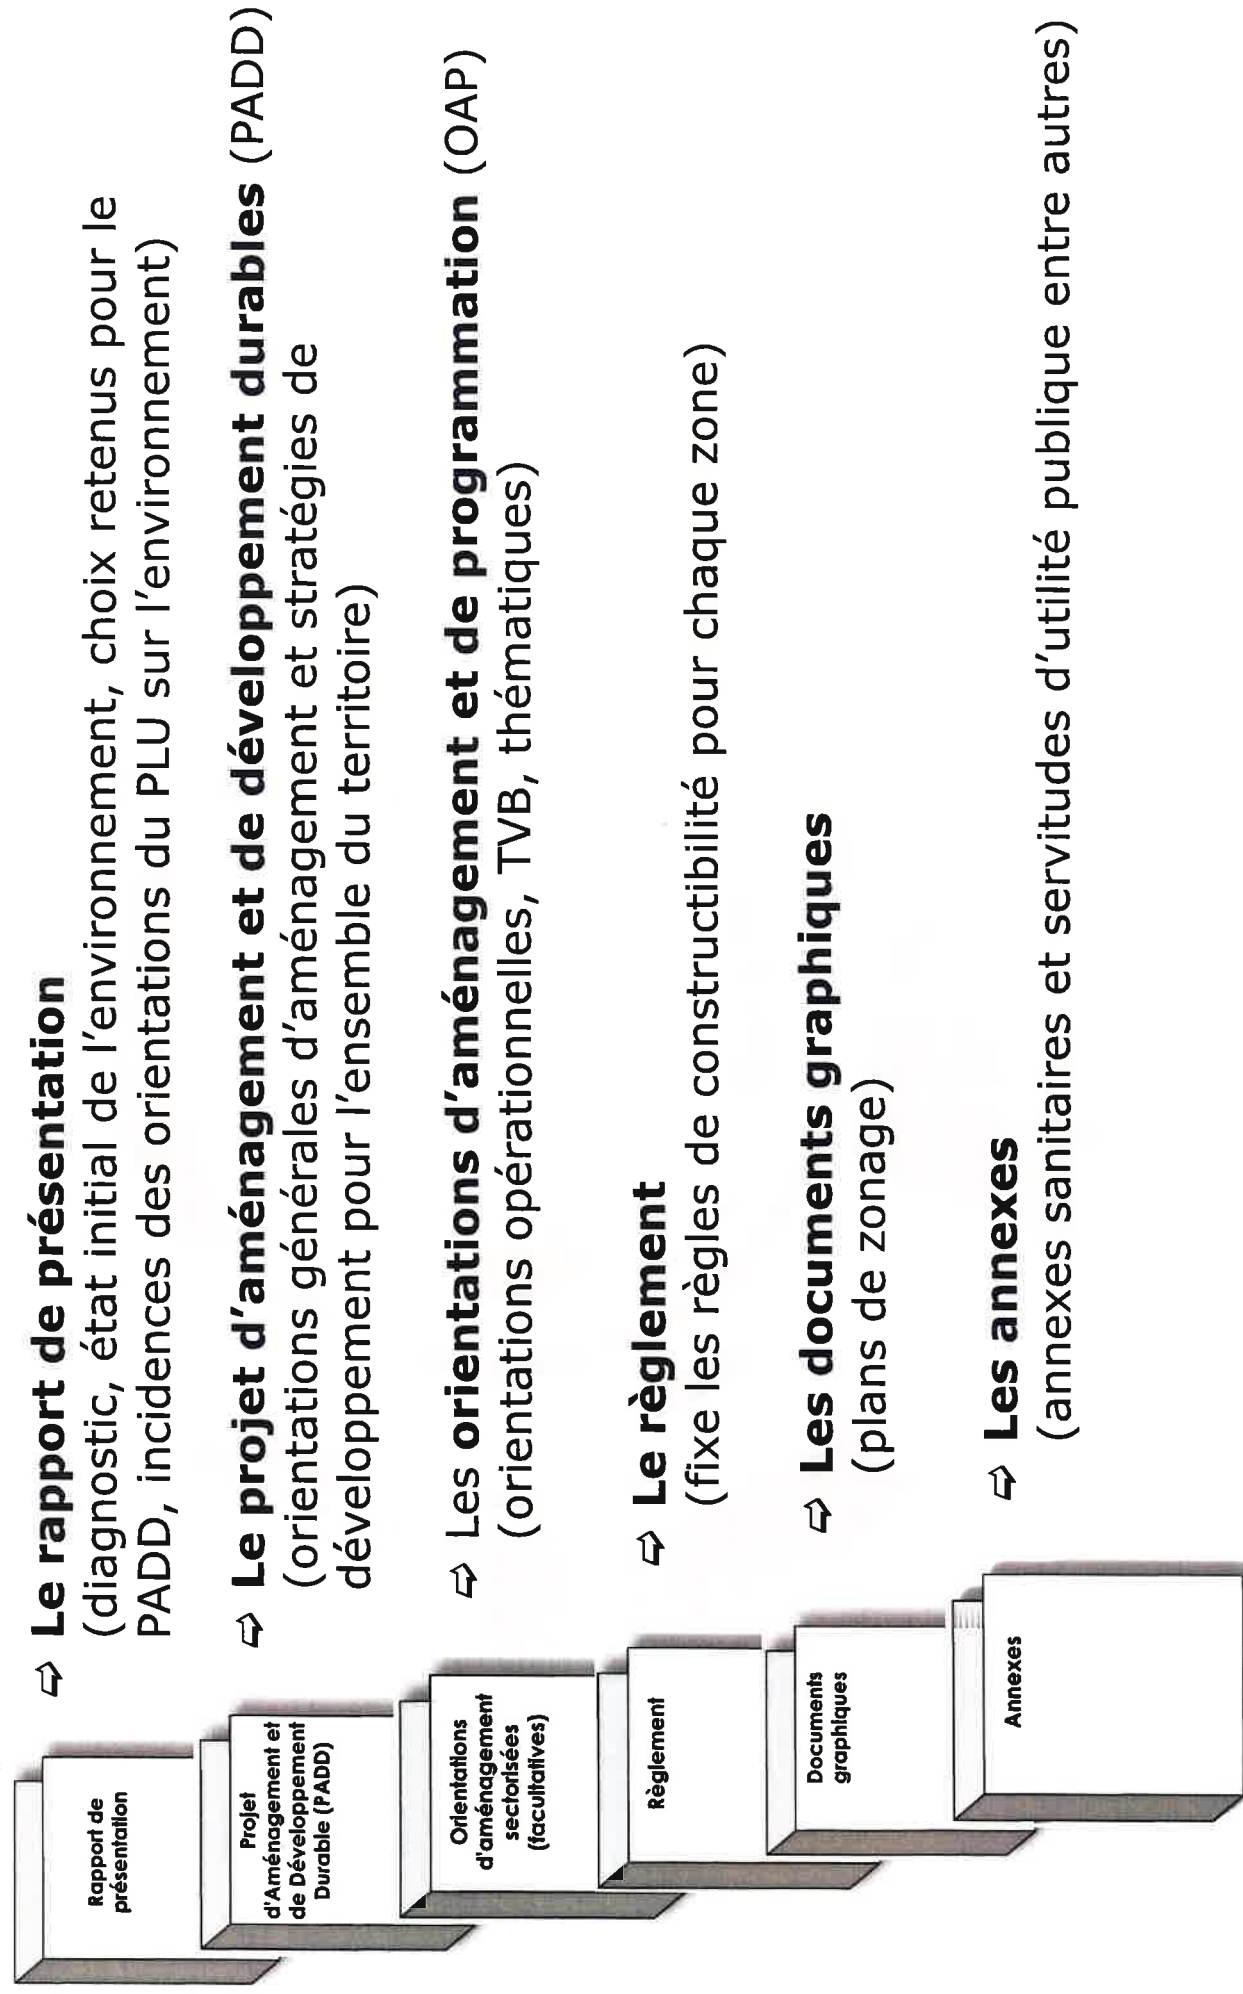 ⇨ Le rapport de présentation
(diagnostic, état initial de l'environnement, choix retenus pour le
PADD, incidences des orientations du PLU sur l'environnement)
⇨ Le projet d'aménagement et de développement durables (PADD)
(orientations générales d'aménagement et stratégies de
développement pour l'ensemble du territoire)
⇨ Les orientations d'aménagement et de programmation (OAP)
(orientations opérationnelles, TVB, thématiques)
⇨ Le règlement
(fixe les règles de constructibilité pour chaque zone)
⇨ Les documents graphiques
(plans de zonage)
⇨ Les annexes
(annexes sanitaires et servitudes d'utilité publique entre autres)
Rapport de
présentation
Projet
d'Aménagement et
de Développement
Durable (PADD)
Orientations
d'aménagement
sectorisées
(facultatives)
Règlement
Documents
graphiques
Annexes